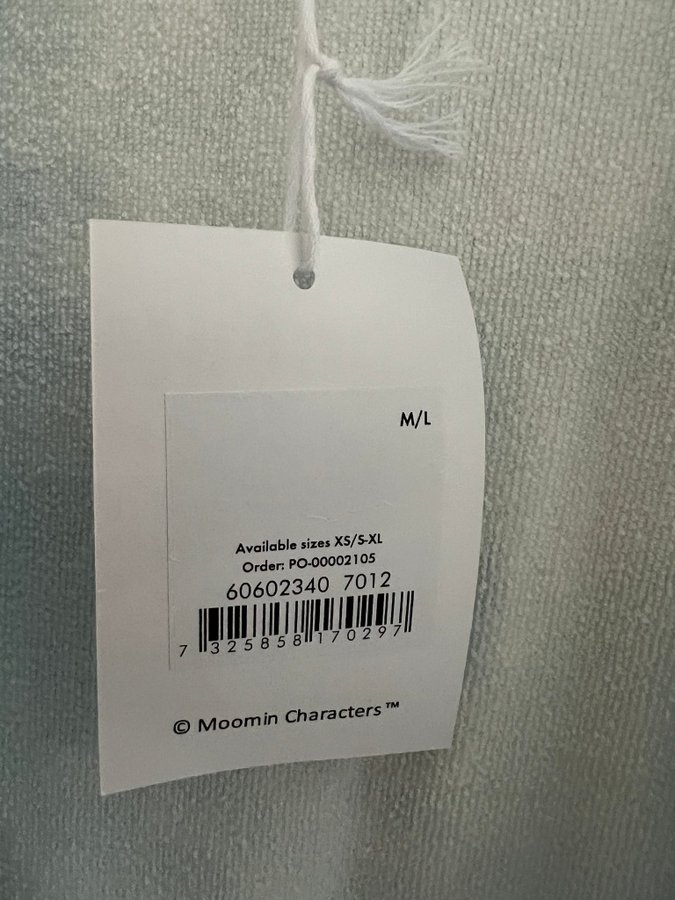 M/L
Available sizes XS/S-XL
Order: PO-00002105
60602340 7012
7 325858 170297
© Moomin Characters™